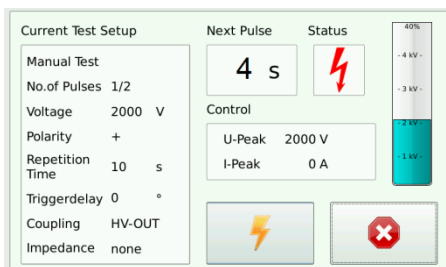 Current Test Setup
Next Pulse
Status
40%
Manual Test
No.of Pulses 1/2
Voltage 2000 V
Polarity +
Repetition
Time 10 s
Triggerdelay 0 °
Coupling HV-OUT
Impedance none
4 s
Control
U-Peak 2000 V
I-Peak 0 A
- 4 kV -
- 3 kV -
- 2 kV -
- 1 kV -